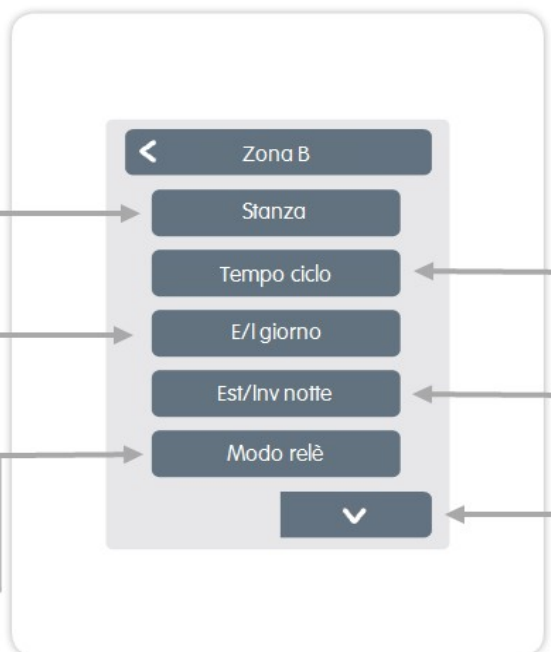 Zona B
Stanza
Tempo ciclo
E/I giorno
Est/Inv notte
Modo relè